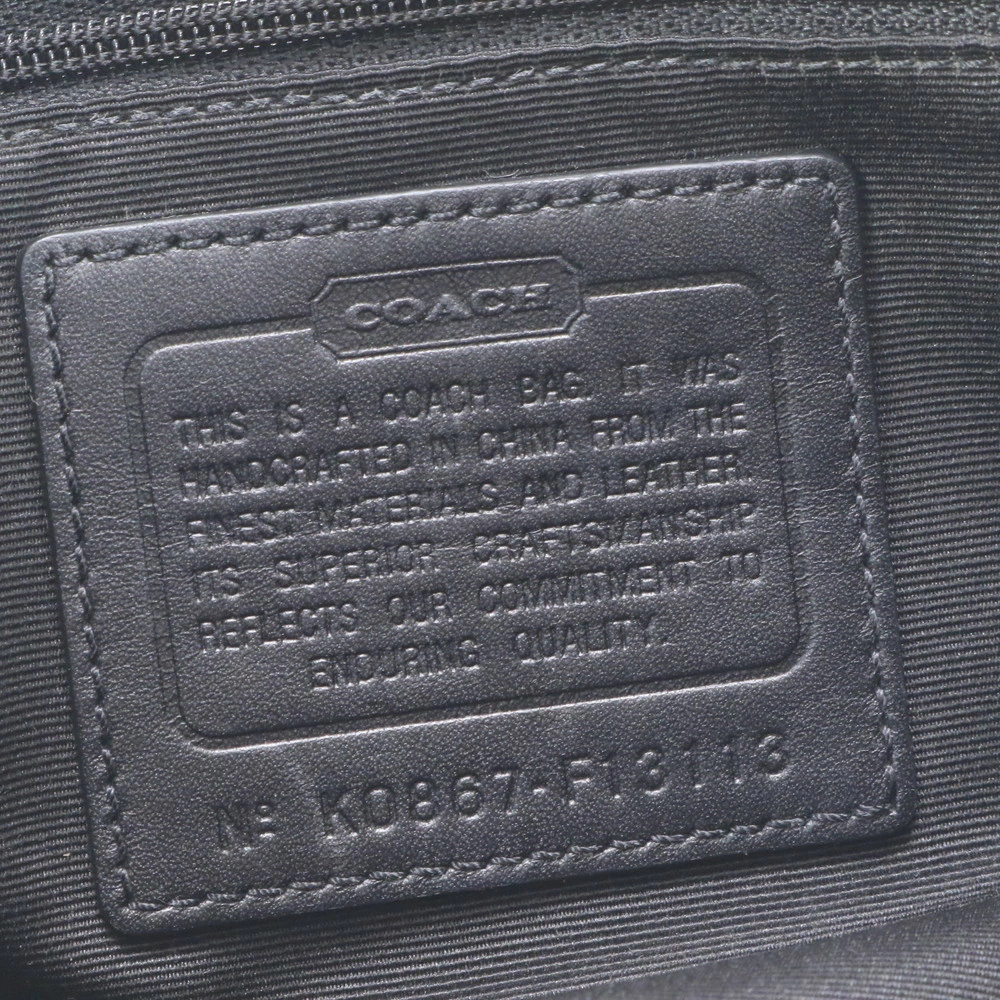 COACH
THIS IS A COACH BAG. IT WAS
HANDCRAFTED IN CHINA FROM THE
FINEST MATERIALS AND LEATHER.
ITS SUPERIOR CRAFTSMANSHIP
REFLECTS OUR COMMITMENT TO
ENDURING QUALITY.
Nº K0867-F13113